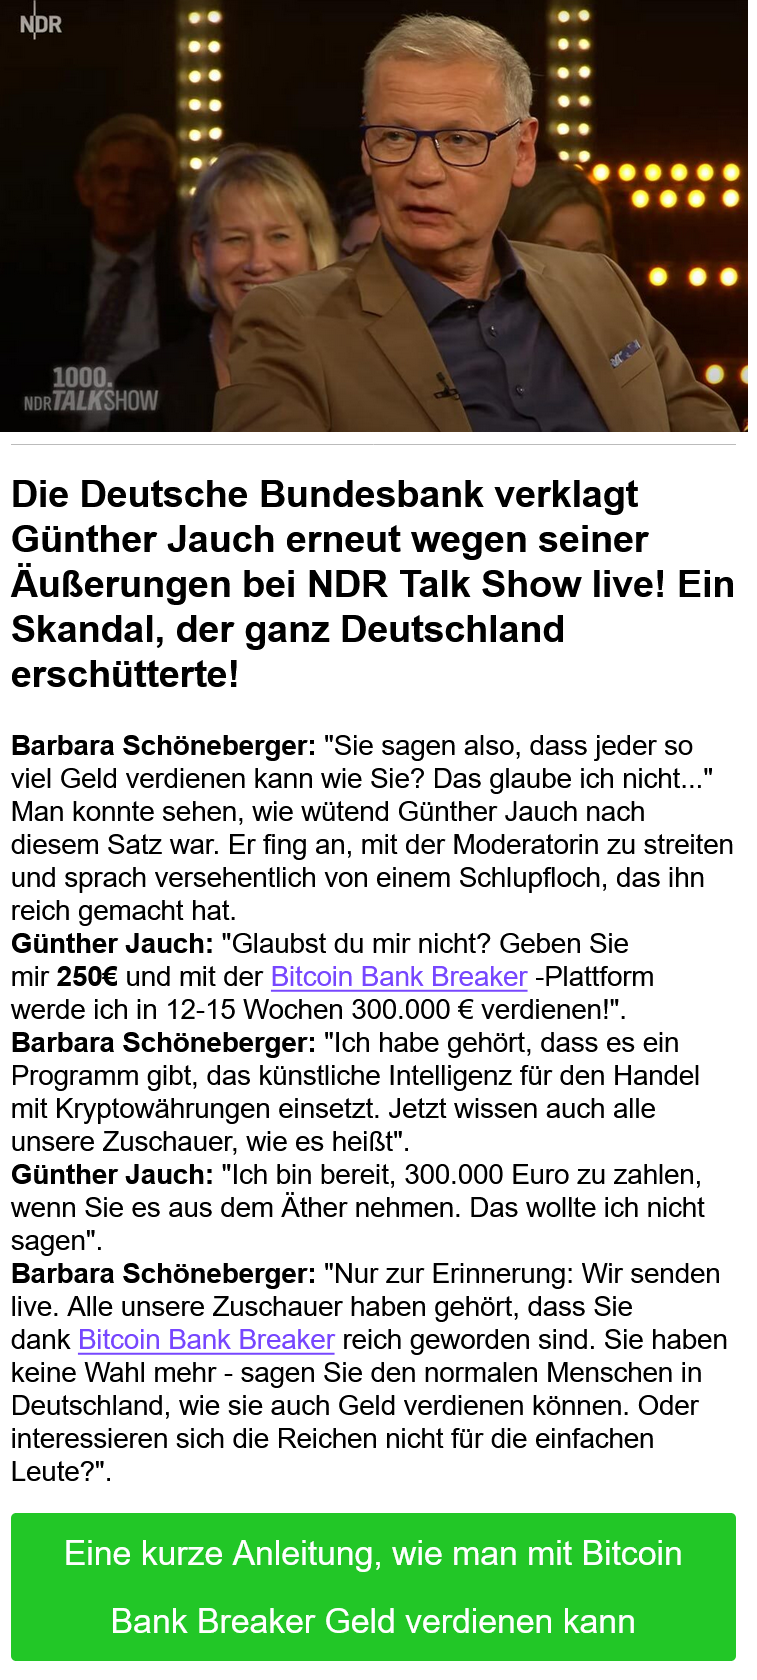 NDR
1000.
NDR TALKSHOW
Die Deutsche Bundesbank verklagt
Günther Jauch erneut wegen seiner
Äußerungen bei NDR Talk Show live! Ein
Skandal, der ganz Deutschland
erschütterte!
Barbara Schöneberger: "Sie sagen also, dass jeder so
viel Geld verdienen kann wie Sie? Das glaube ich nicht..."
Man konnte sehen, wie wütend Günther Jauch nach
diesem Satz war. Er fing an, mit der Moderatorin zu streiten
und sprach versehentlich von einem Schlupfloch, das ihn
reich gemacht hat.
Günther Jauch: "Glaubst du mir nicht? Geben Sie
mir 250€ und mit der Bitcoin Bank Breaker -Plattform
werde ich in 12-15 Wochen 300.000 € verdienen!".
Barbara Schöneberger: "Ich habe gehört, dass es ein
Programm gibt, das künstliche Intelligenz für den Handel
mit Kryptowährungen einsetzt. Jetzt wissen auch alle
unsere Zuschauer, wie es heißt".
Günther Jauch: "Ich bin bereit, 300.000 Euro zu zahlen,
wenn Sie es aus dem Äther nehmen. Das wollte ich nicht
sagen".
Barbara Schöneberger: "Nur zur Erinnerung: Wir senden
live. Alle unsere Zuschauer haben gehört, dass Sie
dank Bitcoin Bank Breaker reich geworden sind. Sie haben
keine Wahl mehr - sagen Sie den normalen Menschen in
Deutschland, wie sie auch Geld verdienen können. Oder
interessieren sich die Reichen nicht für die einfachen
Leute?".
Eine kurze Anleitung, wie man mit Bitcoin
Bank Breaker Geld verdienen kann